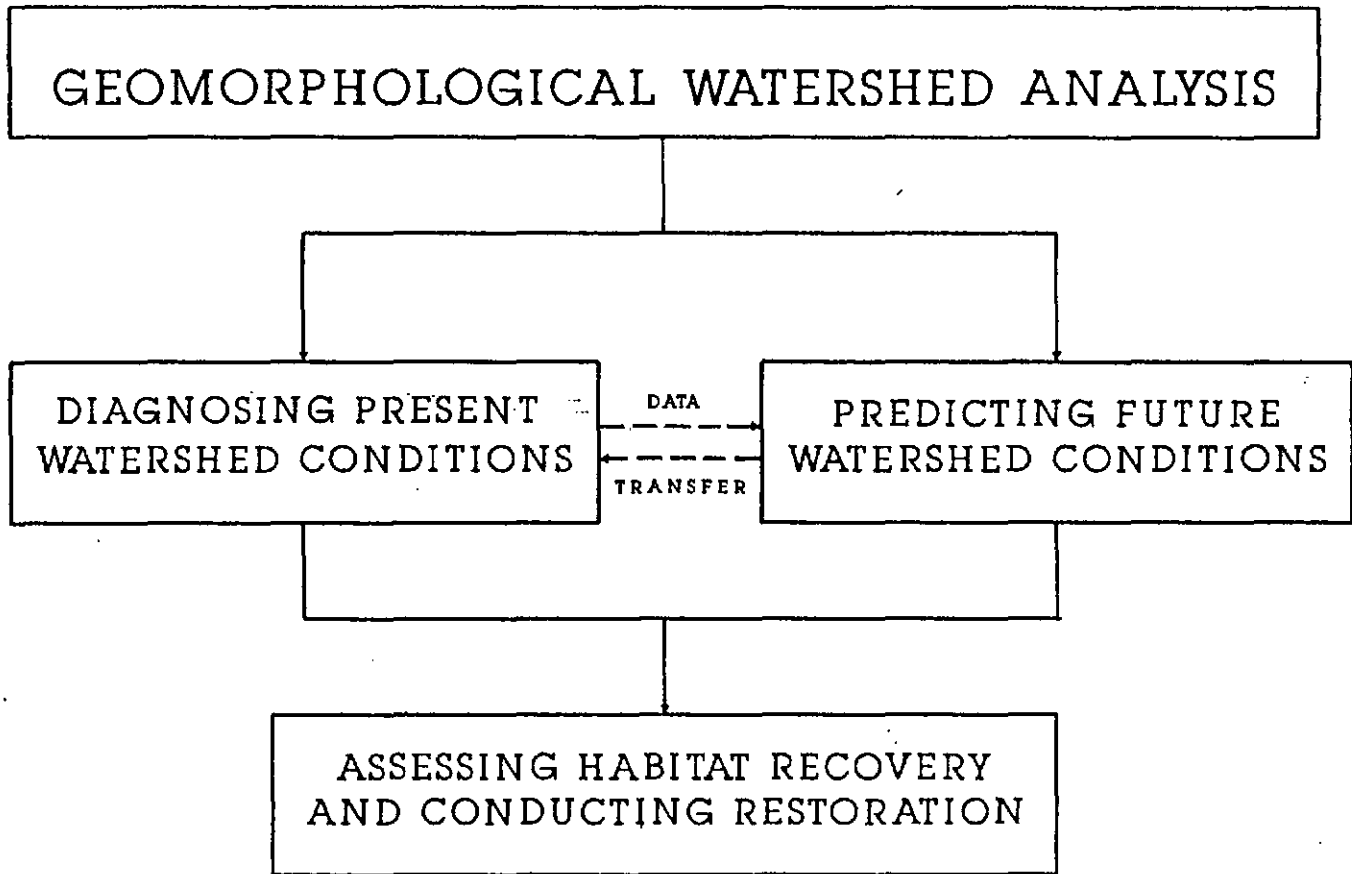 GEOMORPHOLOGICAL WATERSHED ANALYSIS
DIAGNOSING PRESENT
WATERSHED CONDITIONS
DATA
TRANSFER
PREDICTING FUTURE
WATERSHED CONDITIONS
ASSESSING HABITAT RECOVERY
AND CONDUCTING RESTORATION